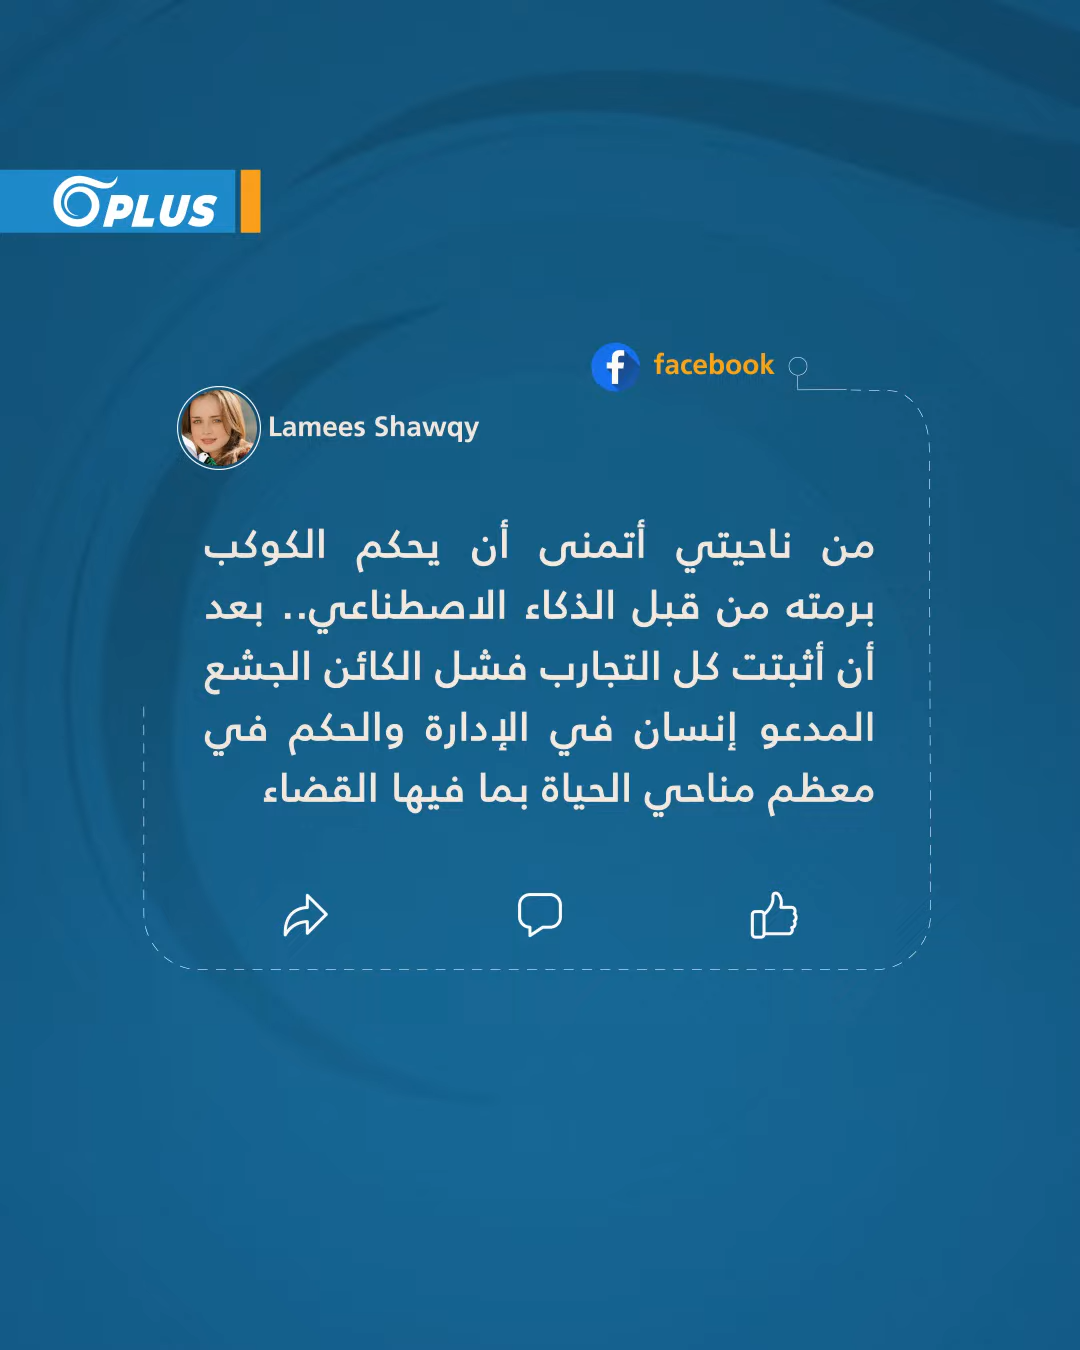 PLUS
facebook
Lamees Shawqy
من ناحيتي أتمنى أن يحكم الكوكب
برمته من قبل الذكاء الاصطناعي.. بعد
أن أثبتت كل التجارب فشل الكائن الجشع
المدعو إنسان في الإدارة والحكم في
معظم مناحي الحياة بما فيها القضاء